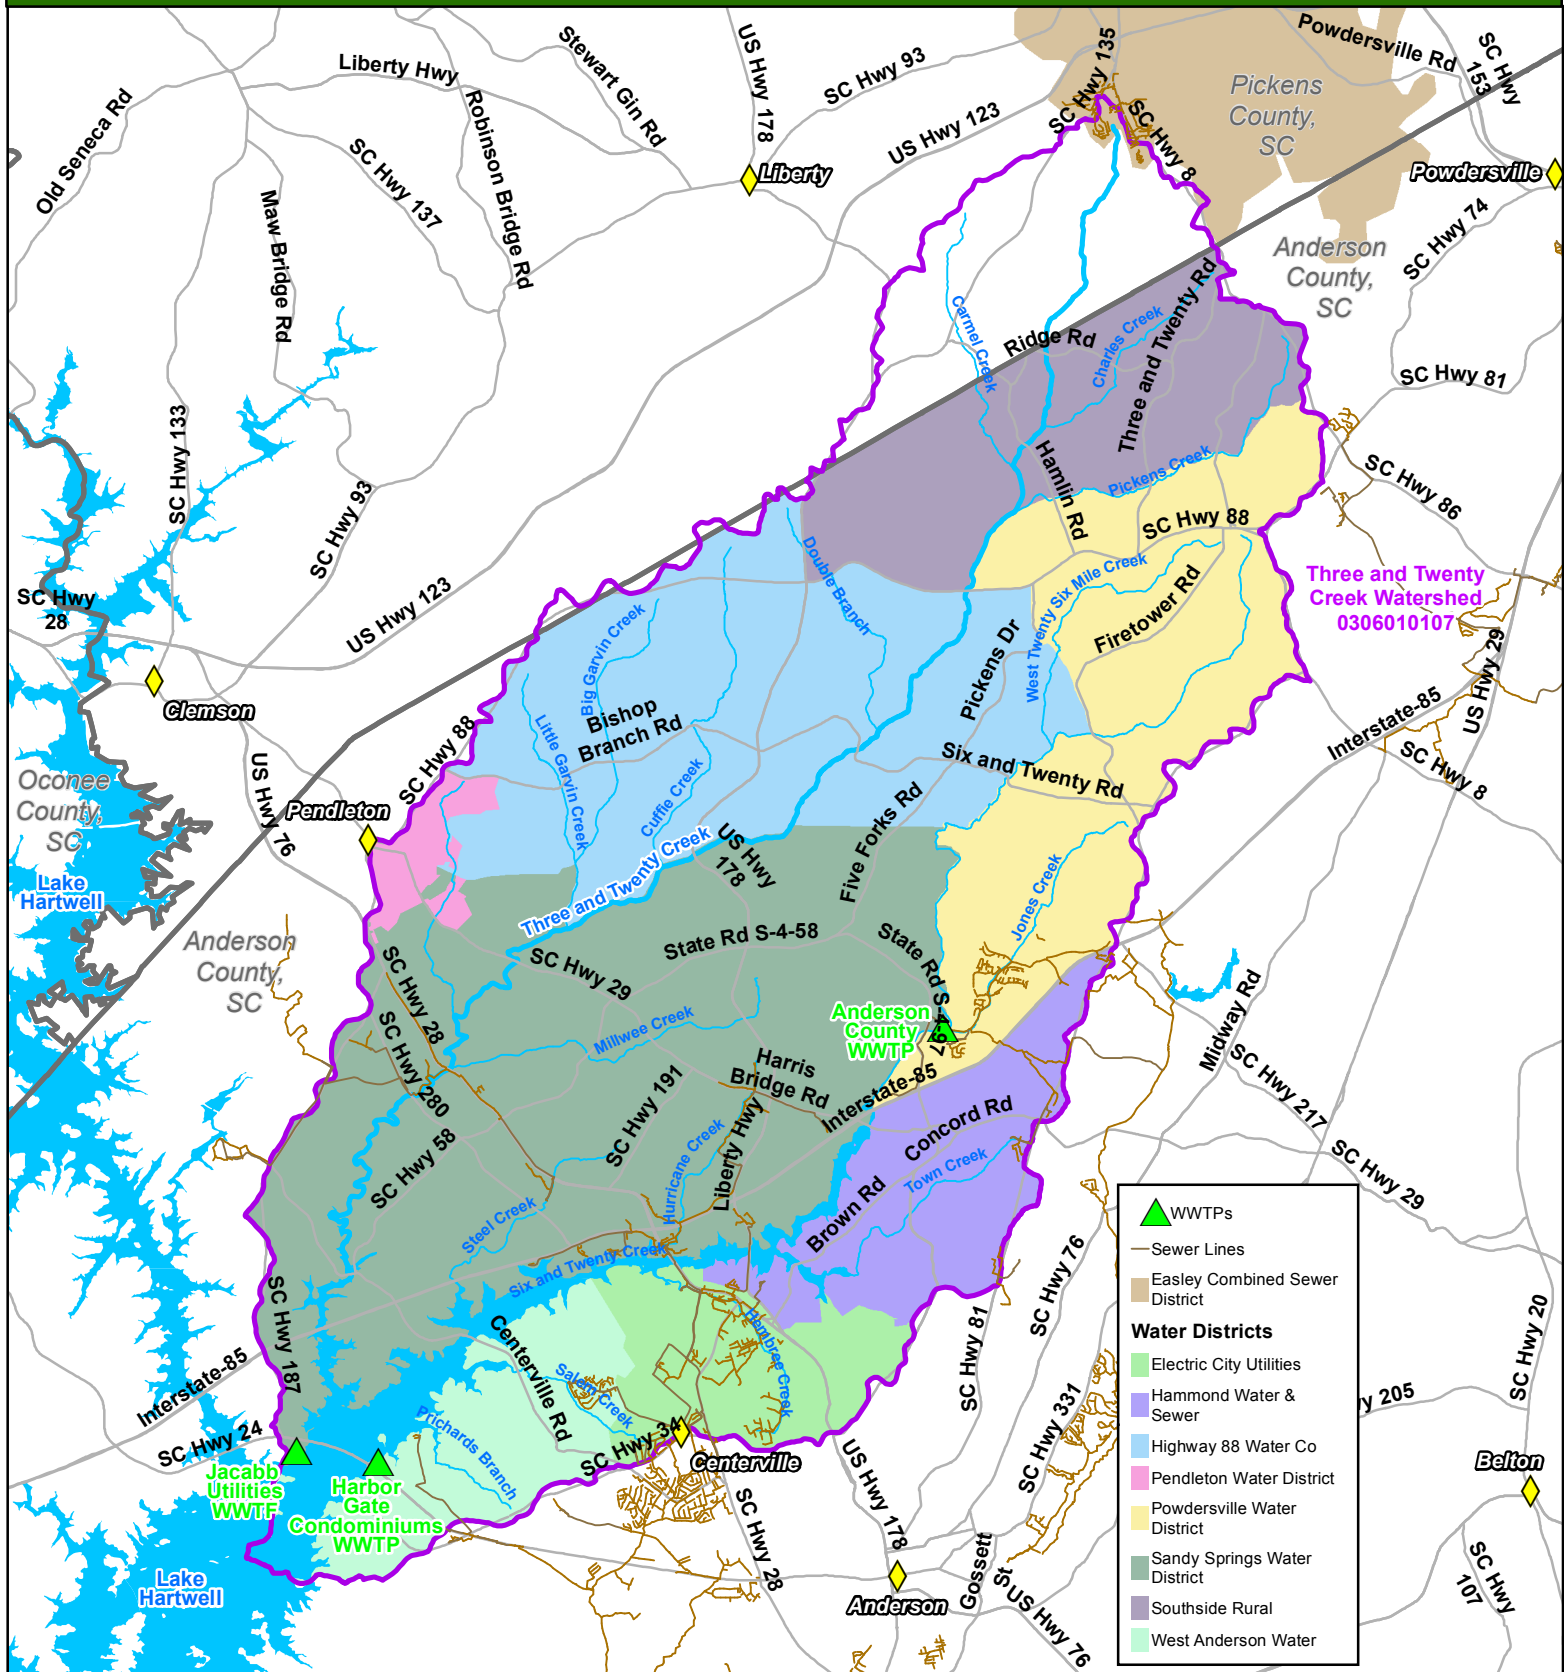 Powdersville Rd
SC Hwy
153
SC Hwy 135
US Hwy 178
Stewart Gin Rd
SC Hwy 93
Liberty Hwy
Pickens
County,
SC
Old Seneca Rd
Robinson Bridge Rd
US Hwy 123
SC Hwy 8
SC Hwy 137
Liberty
Powdersville
Maw Bridge Rd
SC Hwy 74
Anderson
County,
SC
Carmel Creek
Ridge Rd
Charles Creek
Three and Twenty Rd
SC Hwy 81
SC Hwy 133
Hamlin Rd
Pickens Creek
SC Hwy 86
SC Hwy 93
SC Hwy 88
Double Branch
West Twenty Six Mile Creek
Three and Twenty
Creek Watershed
0306010107
SC Hwy
28
US Hwy 123
Big Garvin Creek
Firetower Rd
Pickens Dr
US Hwy 29
Clemson
Interstate-85
Bishop
Branch Rd
Little Garvin Creek
SC Hwy 88
Six and Twenty Rd
SC Hwy 8
Oconee
County,
SC
US Hwy 76
Pendleton
Cuffie Creek
Three and Twenty Creek
US Hwy
178
Five Forks Rd
Lake
Hartwell
Jones Creek
Anderson
County,
SC
SC Hwy 28
SC Hwy 29
State Rd S-4-58
State Rd S-4-97
Midway Rd
Anderson
County
WWTP
SC Hwy 280
Millwee Creek
Harris
Bridge Rd
Interstate-85
SC Hwy 217
SC Hwy 191
Concord Rd
SC Hwy 58
Hurricane Creek
Liberty Hwy
Town Creek
SC Hwy 29
Brown Rd
Steel Creek
Six and Twenty Creek
SC Hwy 76
SC Hwy 187
Centerville Rd
Hembree Creek
SC Hwy 81
SC Hwy 20
Interstate-85
Salem Creek
SC Hwy 331
wy 205
Prichards Branch
SC Hwy 24
SC Hwy 34
Centerville
Belton
Jacabb
Utilities
WWTF
Harbor
Gate
Condominiums
WWTP
US Hwy 178
SC Hwy 28
Lake
Hartwell
Anderson
Gossett
St
US Hwy 76
SC Hwy
107
WWTPs
Sewer Lines
Easley Combined Sewer
District
Water Districts
Electric City Utilities
Hammond Water &
Sewer
Highway 88 Water Co
Pendleton Water District
Powdersville Water
District
Sandy Springs Water
District
Southside Rural
West Anderson Water